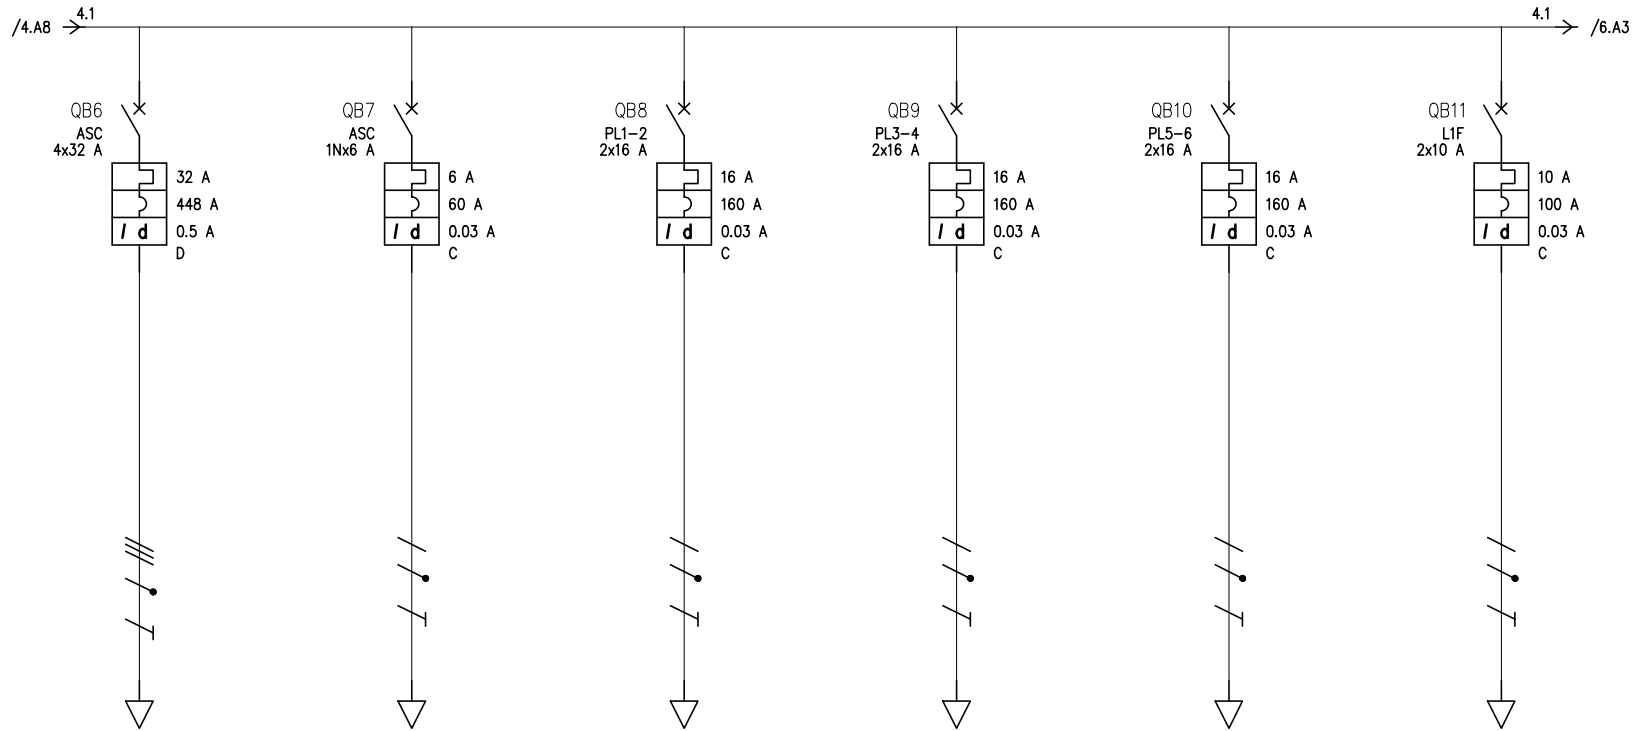 /4.A8
4.1
4.1
/6.A3
QB6
ASC
4x32 A
32 A
448 A
I d
0.5 A
D
QB7
ASC
1Nx6 A
6 A
60 A
I d
0.03 A
C
QB8
PL1-2
2x16 A
16 A
160 A
I d
0.03 A
C
QB9
PL3-4
2x16 A
16 A
160 A
I d
0.03 A
C
QB10
PL5-6
2x16 A
16 A
160 A
I d
0.03 A
C
QB11
L1F
2x10 A
10 A
100 A
I d
0.03 A
C